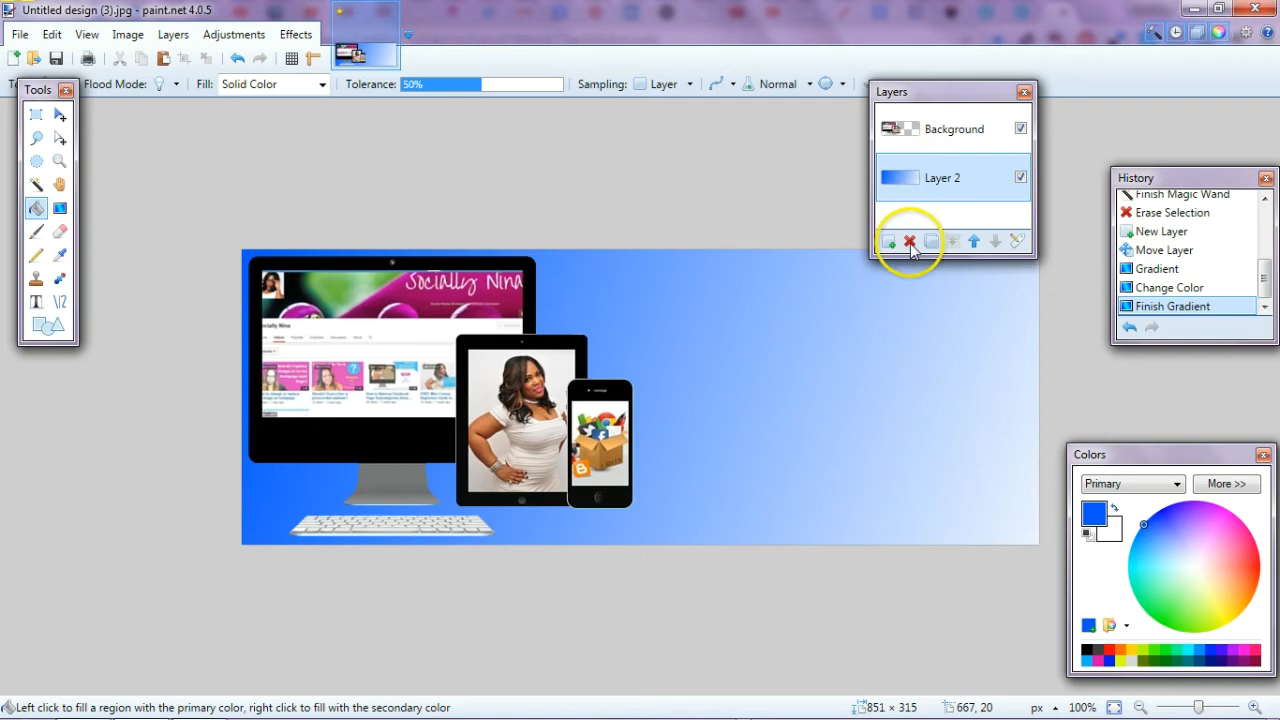 Untitled design (3).jpg - paint.net 4.0.5
File Edit View Image Layers Adjustments Effects
Flood Mode: Fill: Solid Color Tolerance: 50% Sampling: Layer Normal
Tools
Layers
Background
Layer 2
History
Finish Magic Wand
Erase Selection
New Layer
Move Layer
Gradient
Change Color
Finish Gradient
Socially Nina
ocially Nina
Colors
Primary More >>
Left click to fill a region with the primary color, right click to fill with the secondary color 851 × 315 667, 20 px 100%